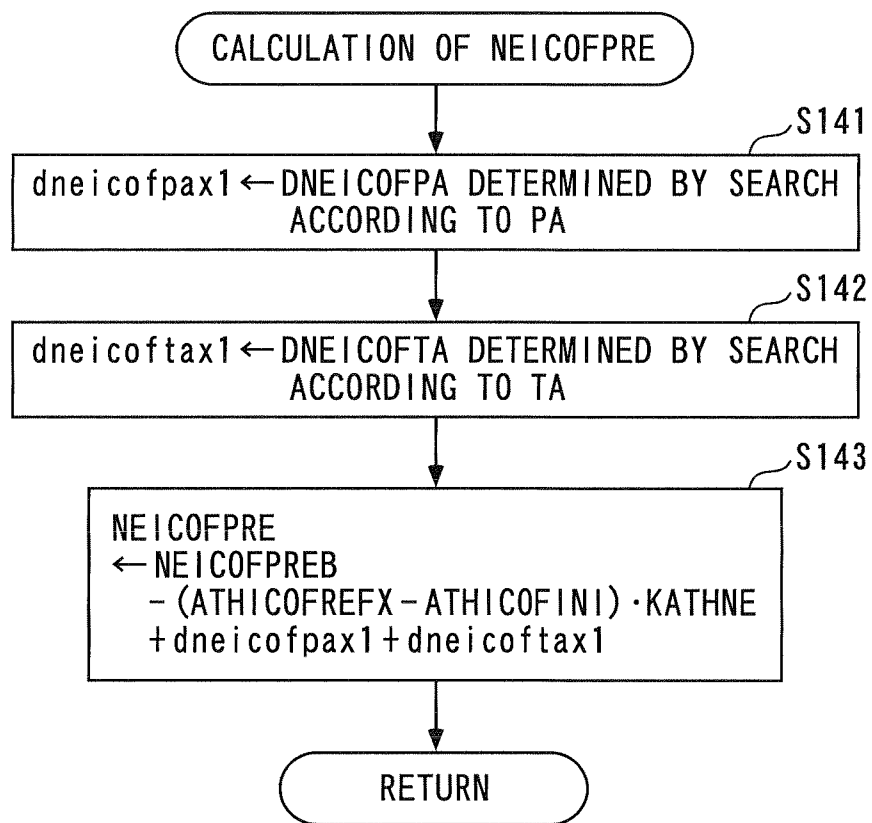 CALCULATION OF NEICOFPRE
S141
dneicofpax1←DNEICOFPA DETERMINED BY SEARCH
ACCORDING TO PA
S142
dneicoftax1←DNEICOFTA DETERMINED BY SEARCH
ACCORDING TO TA
S143
NEICOFPRE
←NEICOFPREB
-(ATHICOFREFX-ATHICOFINI)·KATHNE
+dneicofpax1+dneicoftax1
RETURN